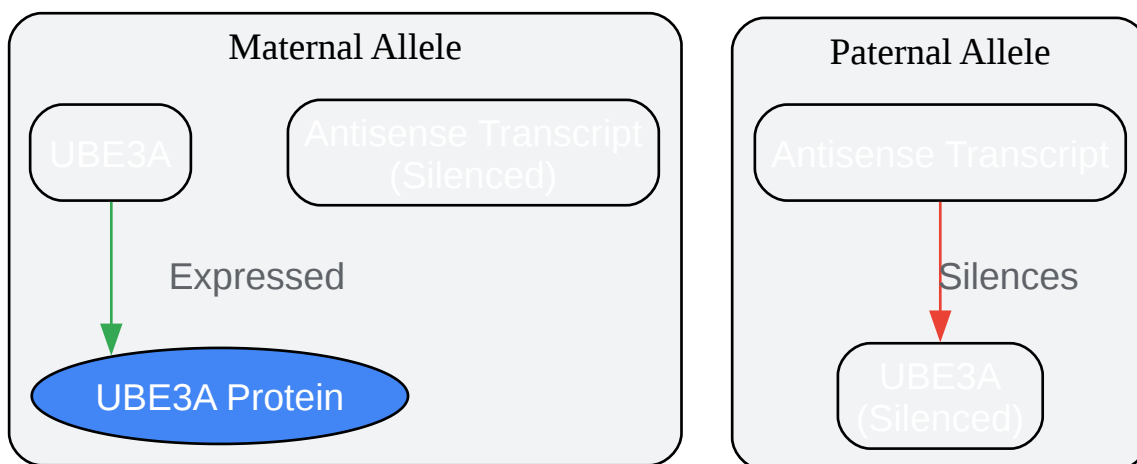 Maternal Allele
UBE3A
Antisense Transcript
(Silenced)
Expressed
UBE3A Protein
Paternal Allele
Antisense Transcript
Silences
UBE3A
(Silenced)